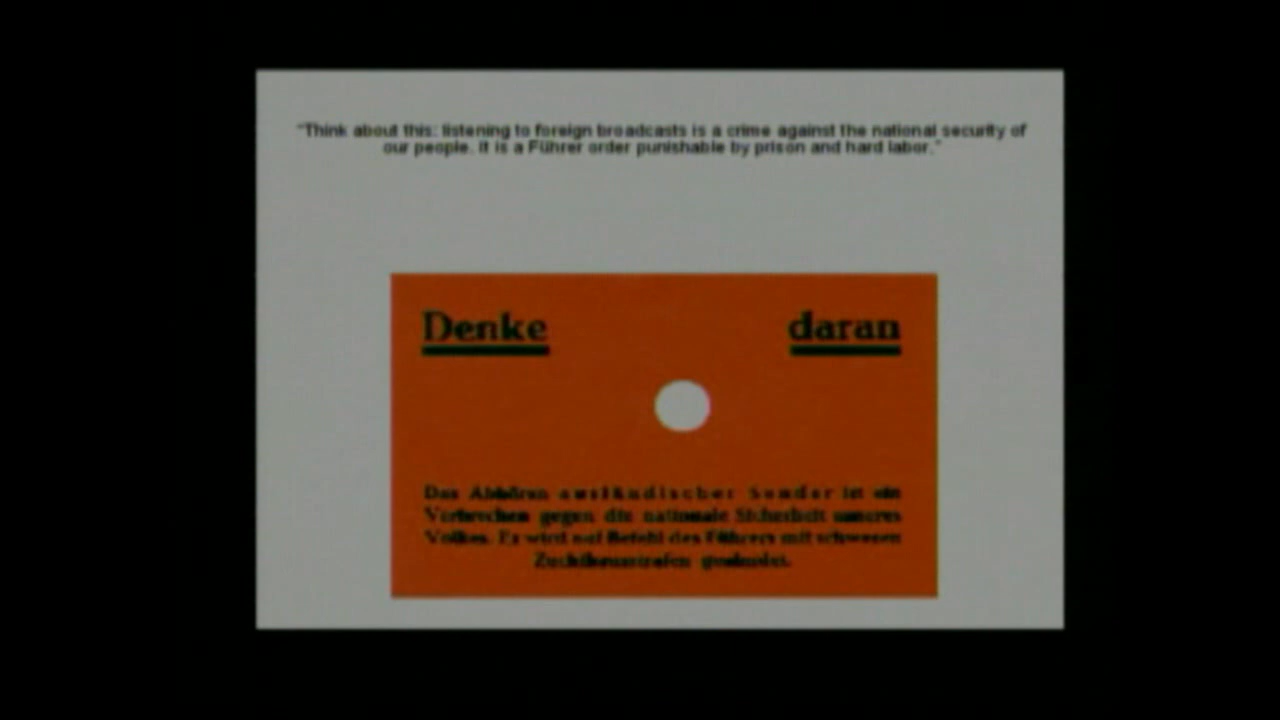 "Think about this: listening to foreign broadcasts is a crime against the national security of
our people. It is a Führer order punishable by prison and hard labor."
Denke daran
Das Abhören ausländischer Sender ist ein
Verbrechen gegen die nationale Sicherheit unseres
Volkes. Es wird auf Befehl des Führers mit schweren
Zuchthausstrafen geahndet.